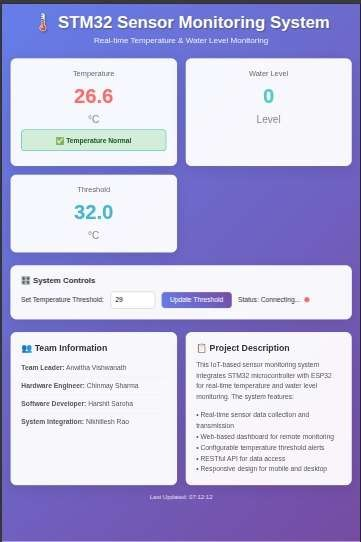 STM32 Sensor Monitoring System
Real-time Temperature & Water Level Monitoring
Temperature
26.6
°C
✅ Temperature Normal
Water Level
0
Level
Threshold
32.0
°C
System Controls
Set Temperature Threshold: 29 Update Threshold Status: Connecting...
Team Information
Team Leader: Anwitha Vishwanath
Hardware Engineer: Chinmay Sharma
Software Developer: Harshit Saroha
System Integration: Nikhilesh Rao
Project Description
This IoT-based sensor monitoring system
integrates STM32 microcontroller with ESP32
for real-time temperature and water level
monitoring. The system features:
• Real-time sensor data collection and
transmission
• Web-based dashboard for remote monitoring
• Configurable temperature threshold alerts
• RESTful API for data access
• Responsive design for mobile and desktop
Last Updated: 07:12:12